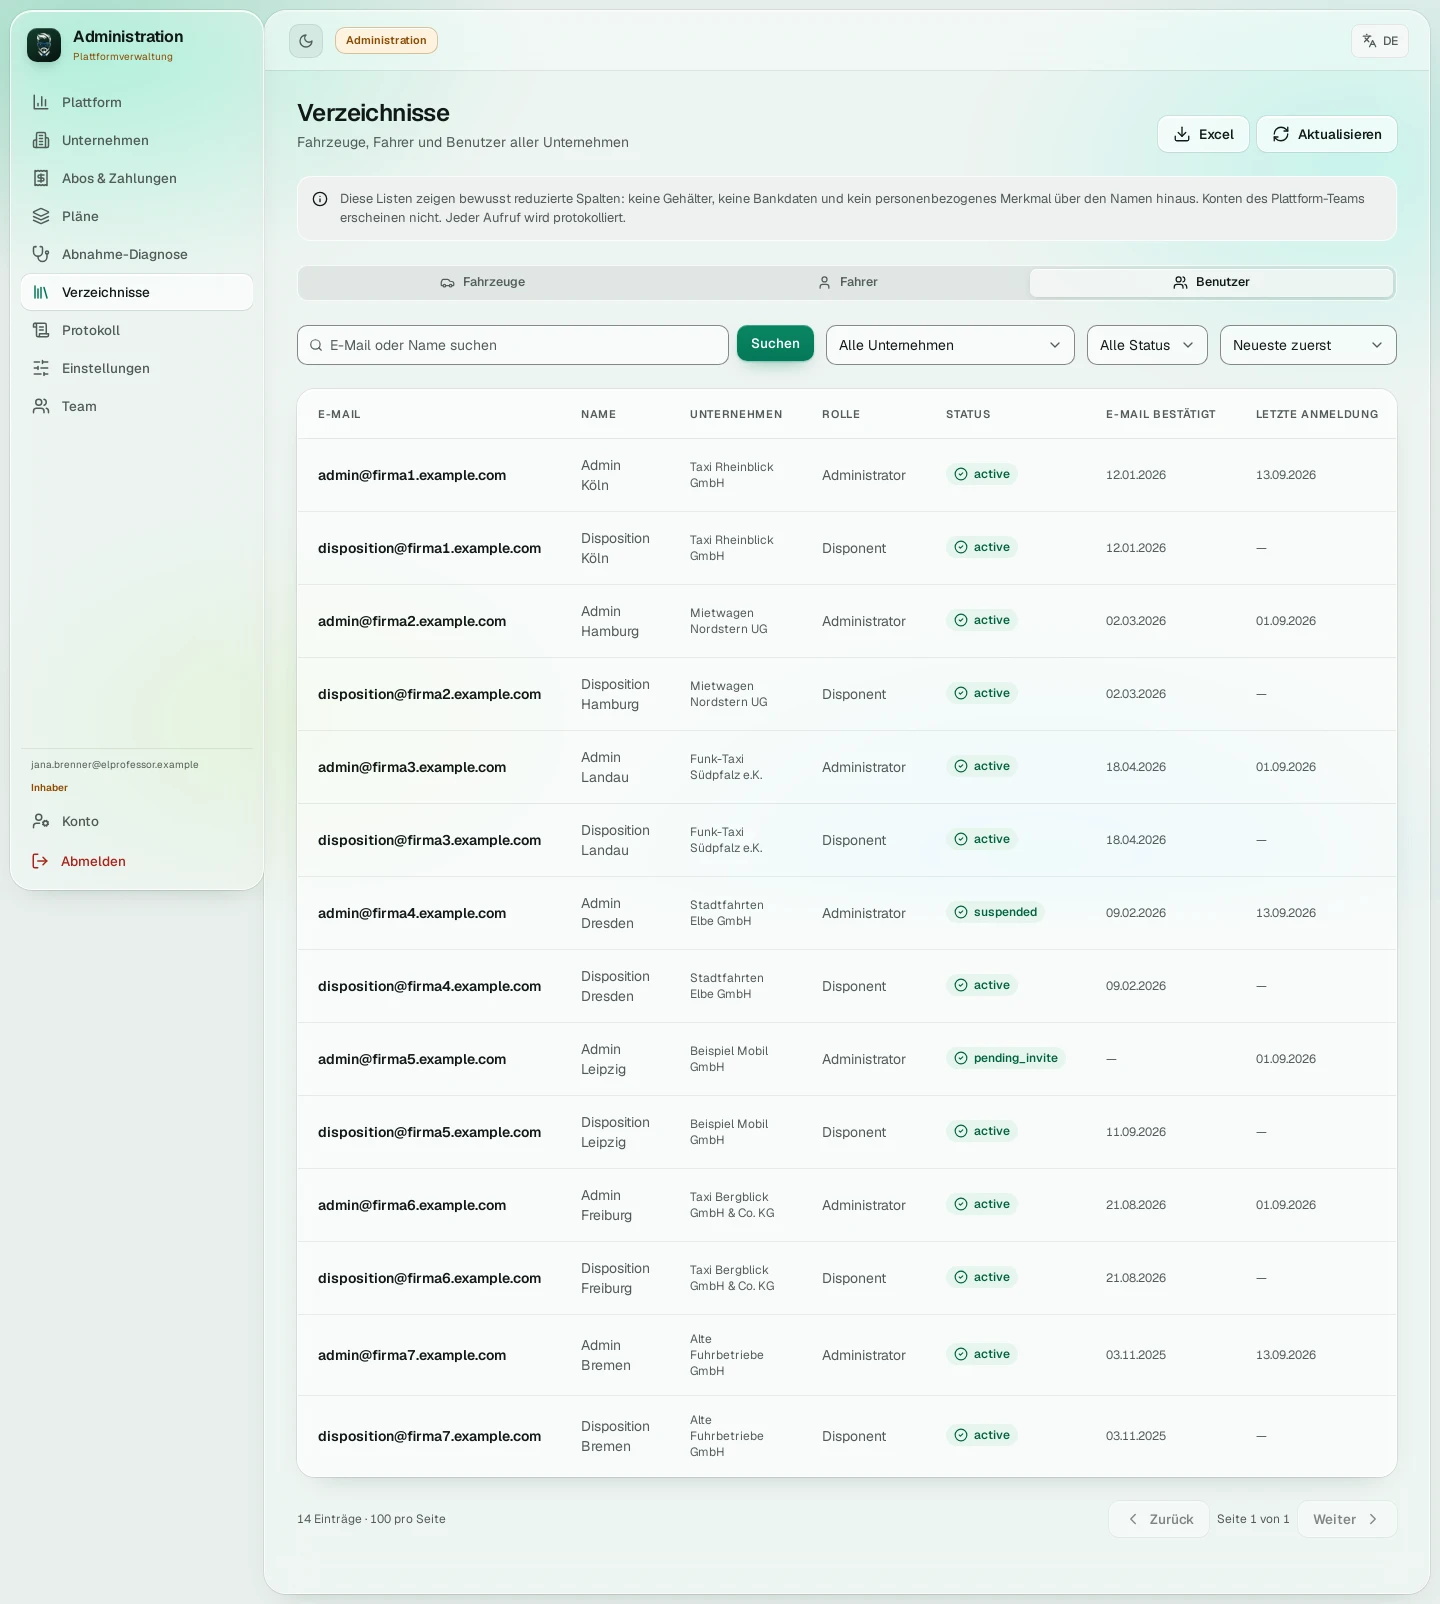 Administration
Plattformverwaltung
Plattform
Unternehmen
Abos & Zahlungen
Pläne
Abnahme-Diagnose
Verzeichnisse
Protokoll
Einstellungen
Team
jana.brenner@elprofessor.example
Inhaber
Konto
Abmelden
Administration
DE
Verzeichnisse
Fahrzeuge, Fahrer und Benutzer aller Unternehmen
Excel
Aktualisieren
Diese Listen zeigen bewusst reduzierte Spalten: keine Gehälter, keine Bankdaten und kein personenbezogenes Merkmal über den Namen hinaus. Konten des Plattform-Teams
erscheinen nicht. Jeder Aufruf wird protokolliert.
Fahrzeuge
Fahrer
Benutzer
E-Mail oder Name suchen
Suchen
Alle Unternehmen
Alle Status
Neueste zuerst
E-MAIL NAME UNTERNEHMEN ROLLE STATUS E-MAIL BESTÄTIGT LETZTE ANMELDUNG
admin@firma1.example.com
Admin
Köln
Taxi Rheinblick
GmbH
Administrator
active
12.01.2026
13.09.2026
disposition@firma1.example.com
Disposition
Köln
Taxi Rheinblick
GmbH
Disponent
active
12.01.2026
—
admin@firma2.example.com
Admin
Hamburg
Mietwagen
Nordstern UG
Administrator
active
02.03.2026
01.09.2026
disposition@firma2.example.com
Disposition
Hamburg
Mietwagen
Nordstern UG
Disponent
active
02.03.2026
—
admin@firma3.example.com
Admin
Landau
Funk-Taxi
Südpfalz e.K.
Administrator
active
18.04.2026
01.09.2026
disposition@firma3.example.com
Disposition
Landau
Funk-Taxi
Südpfalz e.K.
Disponent
active
18.04.2026
—
admin@firma4.example.com
Admin
Dresden
Stadtfahrten
Elbe GmbH
Administrator
suspended
09.02.2026
13.09.2026
disposition@firma4.example.com
Disposition
Dresden
Stadtfahrten
Elbe GmbH
Disponent
active
09.02.2026
—
admin@firma5.example.com
Admin
Leipzig
Beispiel Mobil
GmbH
Administrator
pending_invite
—
01.09.2026
disposition@firma5.example.com
Disposition
Leipzig
Beispiel Mobil
GmbH
Disponent
active
11.09.2026
—
admin@firma6.example.com
Admin
Freiburg
Taxi Bergblick
GmbH & Co. KG
Administrator
active
21.08.2026
01.09.2026
disposition@firma6.example.com
Disposition
Freiburg
Taxi Bergblick
GmbH & Co. KG
Disponent
active
21.08.2026
—
admin@firma7.example.com
Admin
Bremen
Alte
Fuhrbetriebe
GmbH
Administrator
active
03.11.2025
13.09.2026
disposition@firma7.example.com
Disposition
Bremen
Alte
Fuhrbetriebe
GmbH
Disponent
active
03.11.2025
—
14 Einträge · 100 pro Seite
Zurück
Seite 1 von 1
Weiter